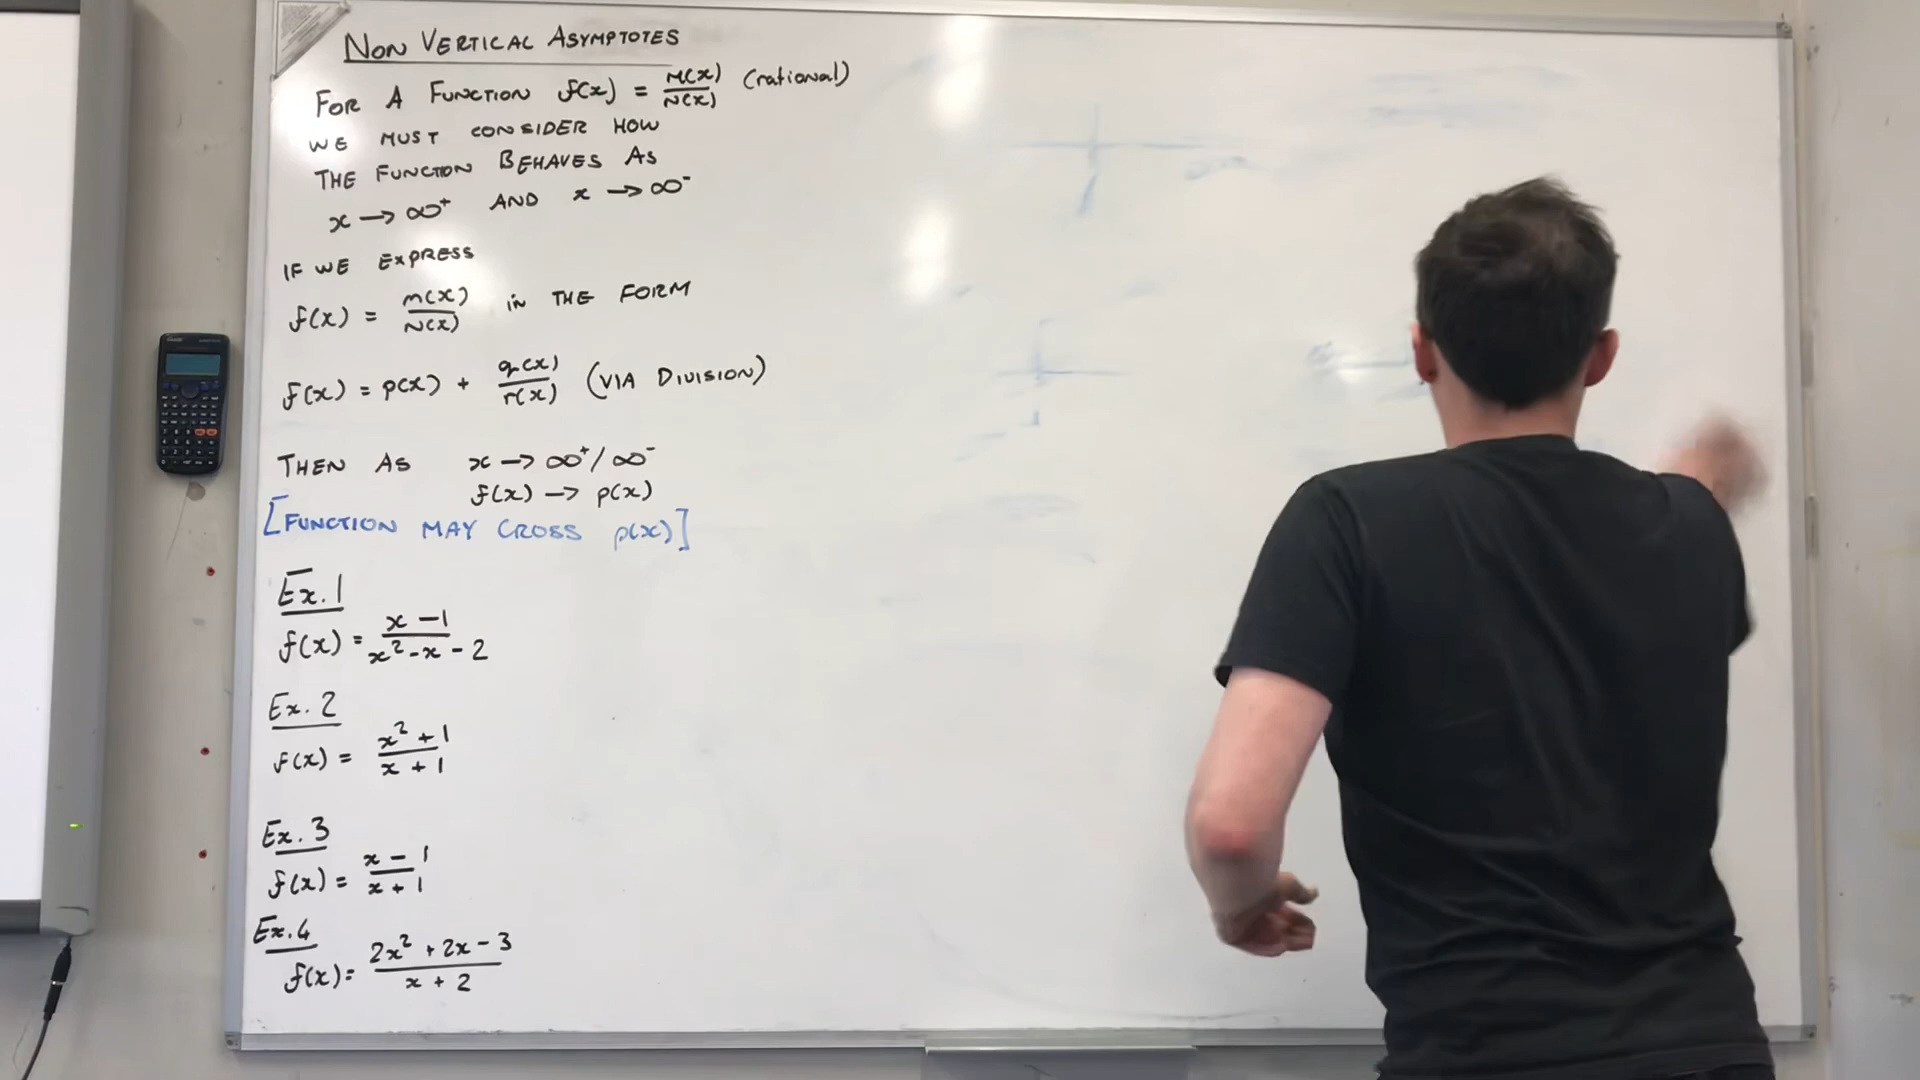 NON VERTICAL ASYMPTOTES
FOR A FUNCTION f(x) = M(x)/N(x) (rational)
WE MUST CONSIDER HOW
THE FUNCTION BEHAVES AS
x → ∞⁺ AND x → ∞⁻
IF WE EXPRESS
f(x) = M(x)/N(x) IN THE FORM
f(x) = p(x) + q(x)/r(x) (VIA DIVISION)
THEN AS x → ∞⁺/∞⁻
f(x) → p(x)
[FUNCTION MAY CROSS p(x)]
Ex. 1
f(x) = (x - 1)/(x² - x - 2)
Ex. 2
f(x) = (x² + 1)/(x + 1)
Ex. 3
f(x) = (x - 1)/(x + 1)
Ex. 4
f(x) = (2x² + 2x - 3)/(x + 2)